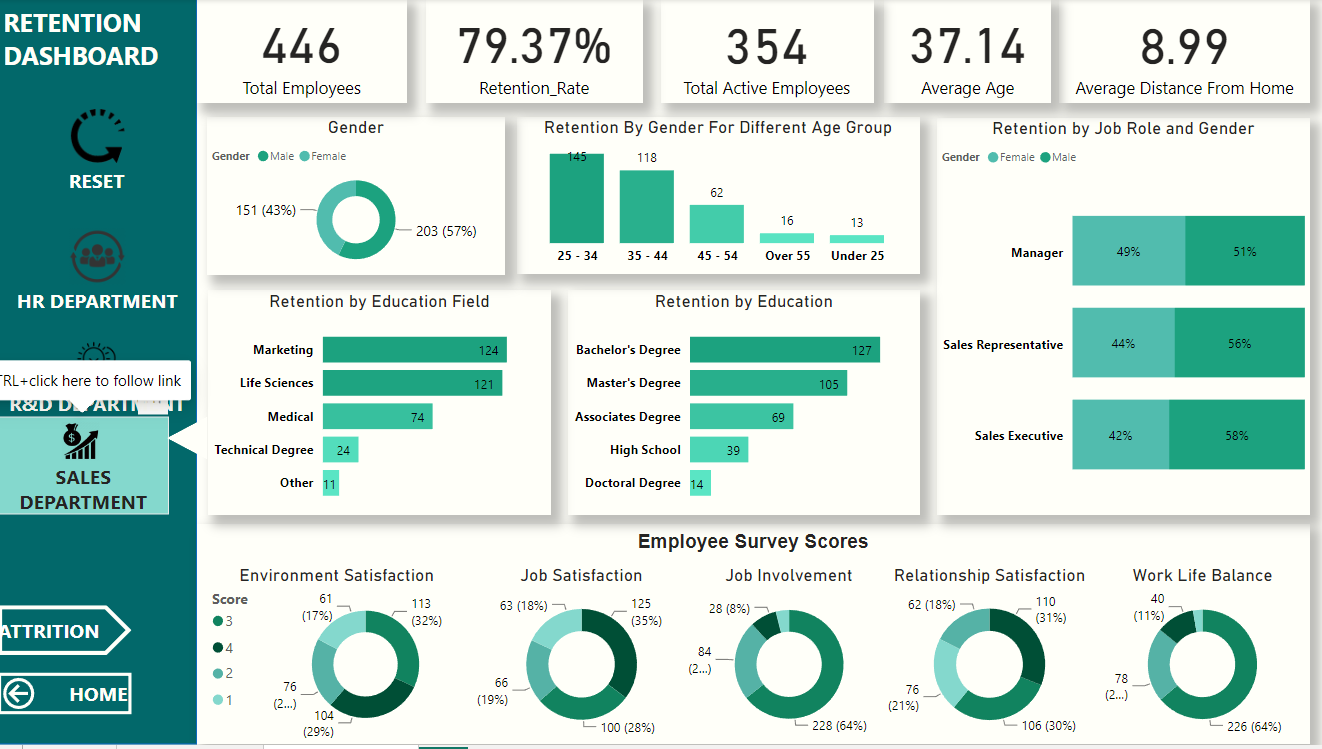 RETENTION
DASHBOARD
RESET
HR DEPARTMENT
TRL+click here to follow link
R&D DEPARTMENT
SALES
DEPARTMENT
ATTRITION
HOME
446
Total Employees
79.37%
Retention_Rate
354
Total Active Employees
37.14
Average Age
8.99
Average Distance From Home
Gender
Gender Male Female
151 (43%)
203 (57%)
Retention By Gender For Different Age Group
145
118
62
16
13
25 - 34
35 - 44
45 - 54
Over 55
Under 25
Retention by Job Role and Gender
Gender Female Male
Manager 49% 51%
Sales Representative 44% 56%
Sales Executive 42% 58%
Retention by Education Field
Marketing 124
Life Sciences 121
Medical 74
Technical Degree 24
Other 11
Retention by Education
Bachelor's Degree 127
Master's Degree 105
Associates Degree 69
High School 39
Doctoral Degree 14
Employee Survey Scores
Score
3
4
2
1
Environment Satisfaction
61
(17%)
113
(32%)
76
(2...)
104
(29%)
Job Satisfaction
63 (18%)
125
(35%)
66
(19%)
100 (28%)
Job Involvement
28 (8%)
84
(2...)
228 (64%)
Relationship Satisfaction
62 (18%)
110
(31%)
76
(21%)
106 (30%)
Work Life Balance
40
(11%)
78
(2...)
226 (64%)